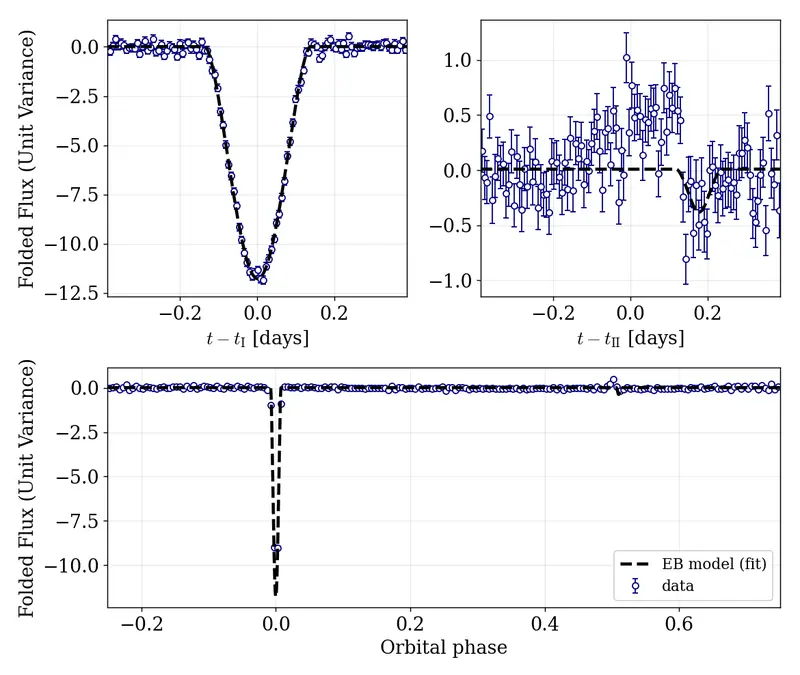 Folded Flux (Unit Variance)
0.0
−2.5
−5.0
−7.5
−10.0
−12.5
−0.2 0.0 0.2
t − tI [days]
1.0
0.5
0.0
−0.5
−1.0
−0.2 0.0 0.2
t − tII [days]
Folded Flux (Unit Variance)
0.0
−2.5
−5.0
−7.5
−10.0
−0.2 0.0 0.2 0.4 0.6
Orbital phase
EB model (fit)
data